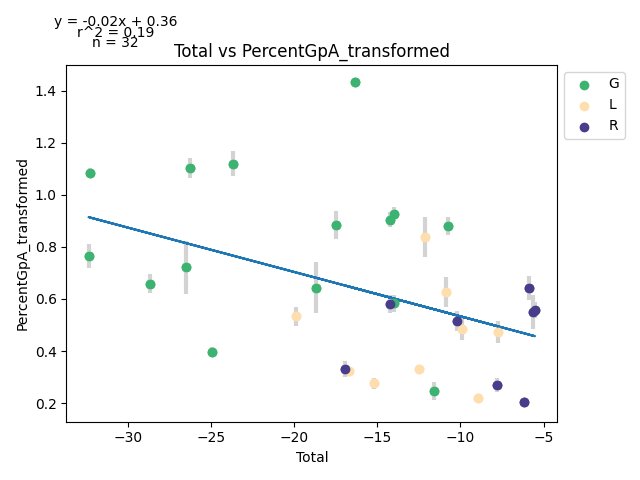 y = -0.02x + 0.36
r^2 = 0.19
n = 32
Total vs PercentGpA_transformed
G
L
R
PercentGpA_transformed
1.4
1.2
1.0
0.8
0.6
0.4
0.2
−30
−25
−20
−15
−10
−5
Total